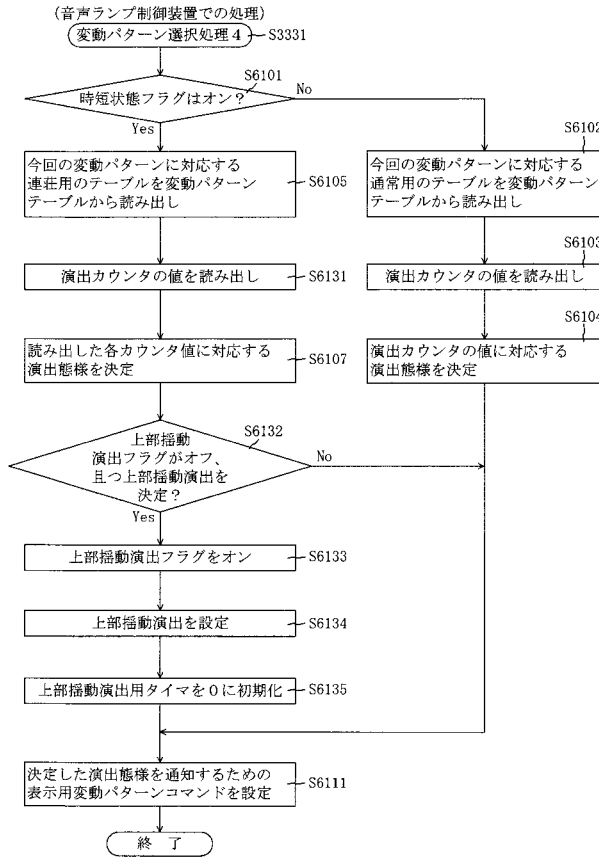 (音声ランプ制御装置での処理)
変動パターン選択処理4
S3331
S6101
時短状態フラグはオン？
No
Yes
S6102
今回の変動パターンに対応する
連荘用のテーブルを変動パターン
テーブルから読み出し
S6105
今回の変動パターンに対応する
通常用のテーブルを変動パターン
テーブルから読み出し
S6103
演出カウンタの値を読み出し
S6131
演出カウンタの値を読み出し
S6104
読み出した各カウンタ値に対応する
演出態様を決定
S6107
演出カウンタの値に対応する
演出態様を決定
S6132
上部揺動
演出フラグがオフ、
且つ上部揺動演出を
決定？
No
Yes
上部揺動演出フラグをオン
S6133
上部揺動演出を設定
S6134
上部揺動演出用タイマを0に初期化
S6135
決定した演出態様を通知するための
表示用変動パターンコマンドを設定
S6111
終 了